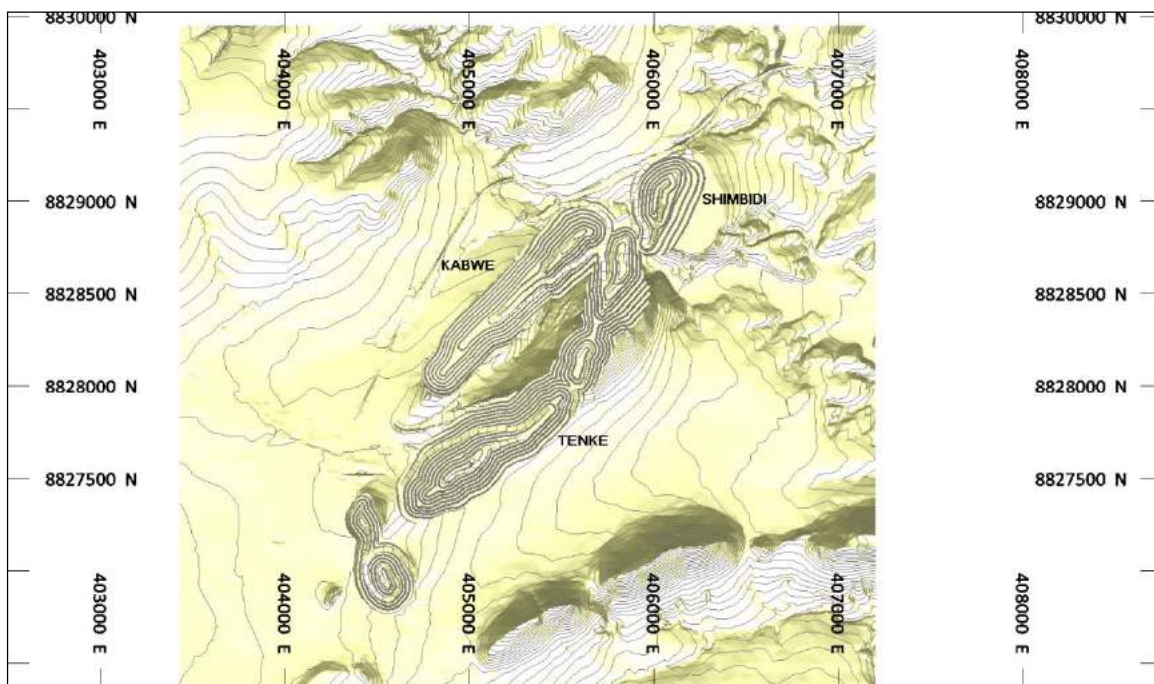 8830000 N
8830000 N
403000 E
404000 E
405000 E
406000 E
407000 E
408000 E
SHIMBIDI
8829000 N
8829000 N
KABWE
8828500 N
8828500 N
8828000 N
8828000 N
TENKE
8827500 N
8827500 N
403000 E
404000 E
405000 E
406000 E
407000 E
408000 E